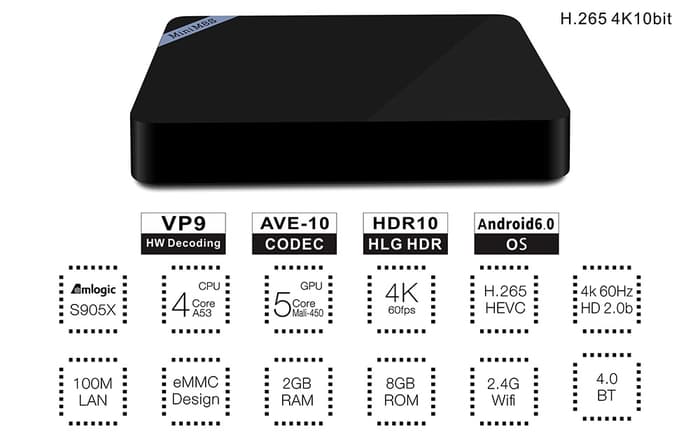 H.265 4K10bit
MiniM8S
VP9
HW Decoding
AVE-10
CODEC
HDR10
HLG HDR
Android6.0
OS
Amlogic
S905X
CPU
4 Core
A53
GPU
5 Core
Mali-450
4K
60fps
H.265
HEVC
4k 60Hz
HD 2.0b
100M
LAN
eMMC
Design
2GB
RAM
8GB
ROM
2.4G
Wifi
4.0
BT